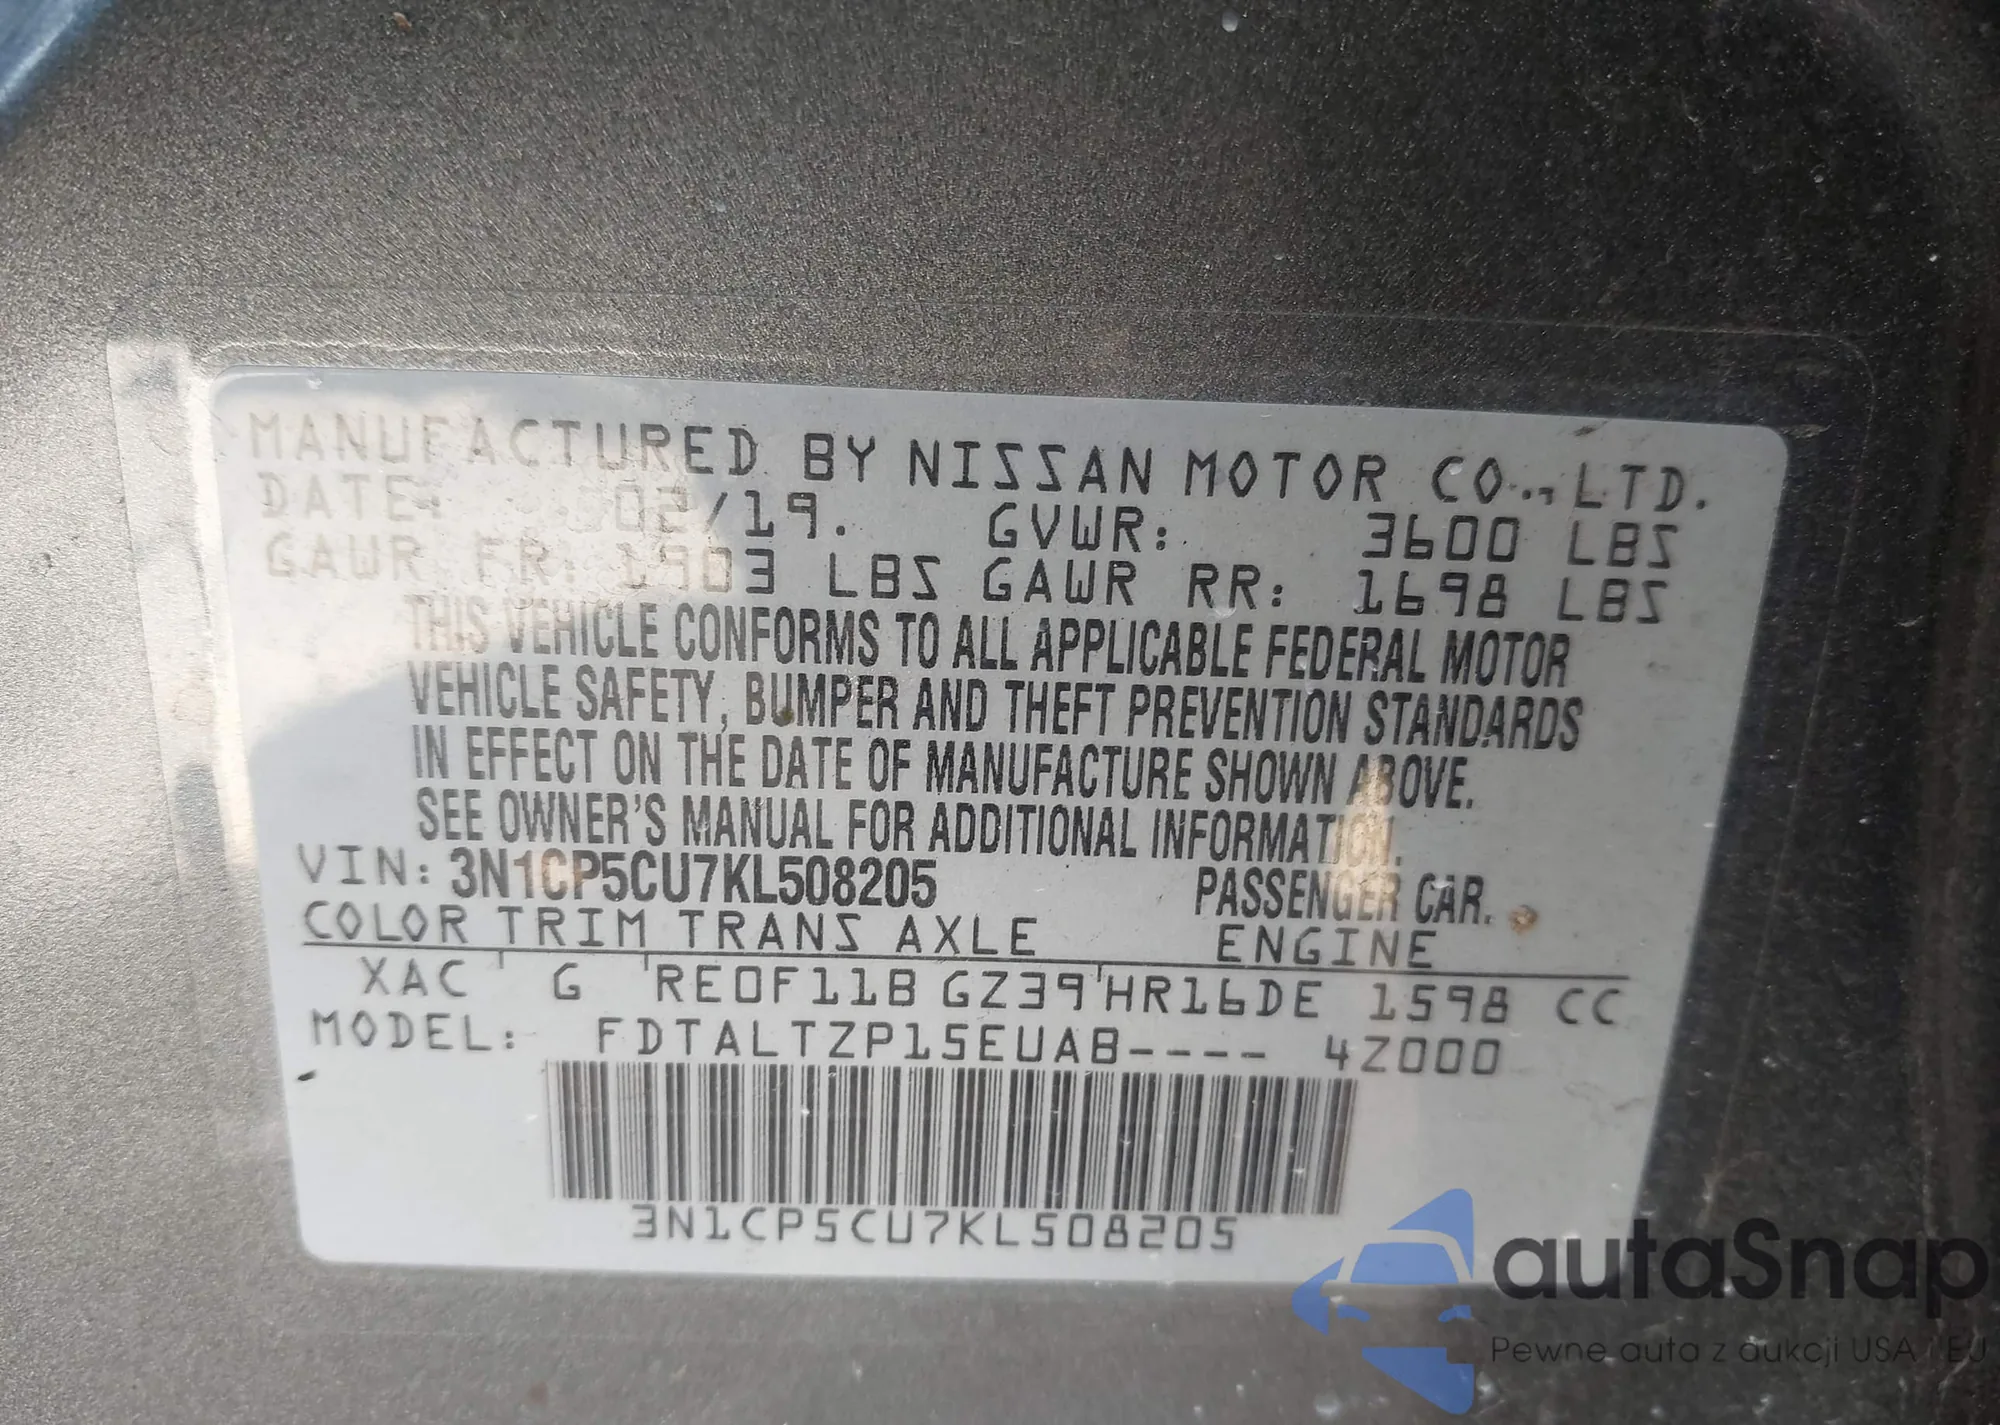 MANUFACTURED BY NISSAN MOTOR CO., LTD.
DATE: 02/19. GVWR: 3600 LBS
GAWR FR: 1903 LBS GAWR RR: 1698 LBS
THIS VEHICLE CONFORMS TO ALL APPLICABLE FEDERAL MOTOR
VEHICLE SAFETY, BUMPER AND THEFT PREVENTION STANDARDS
IN EFFECT ON THE DATE OF MANUFACTURE SHOWN ABOVE.
SEE OWNER'S MANUAL FOR ADDITIONAL INFORMATION.
VIN: 3N1CP5CU7KL508205 PASSENGER CAR.
COLOR TRIM TRANS AXLE ENGINE
XAC G RE0F11B GZ39 HR16DE 1598 CC
MODEL: FDTALTZP15EUAB---- 4Z000
3N1CP5CU7KL508205
autaSnap
Pewne auta z aukcji USA i EU